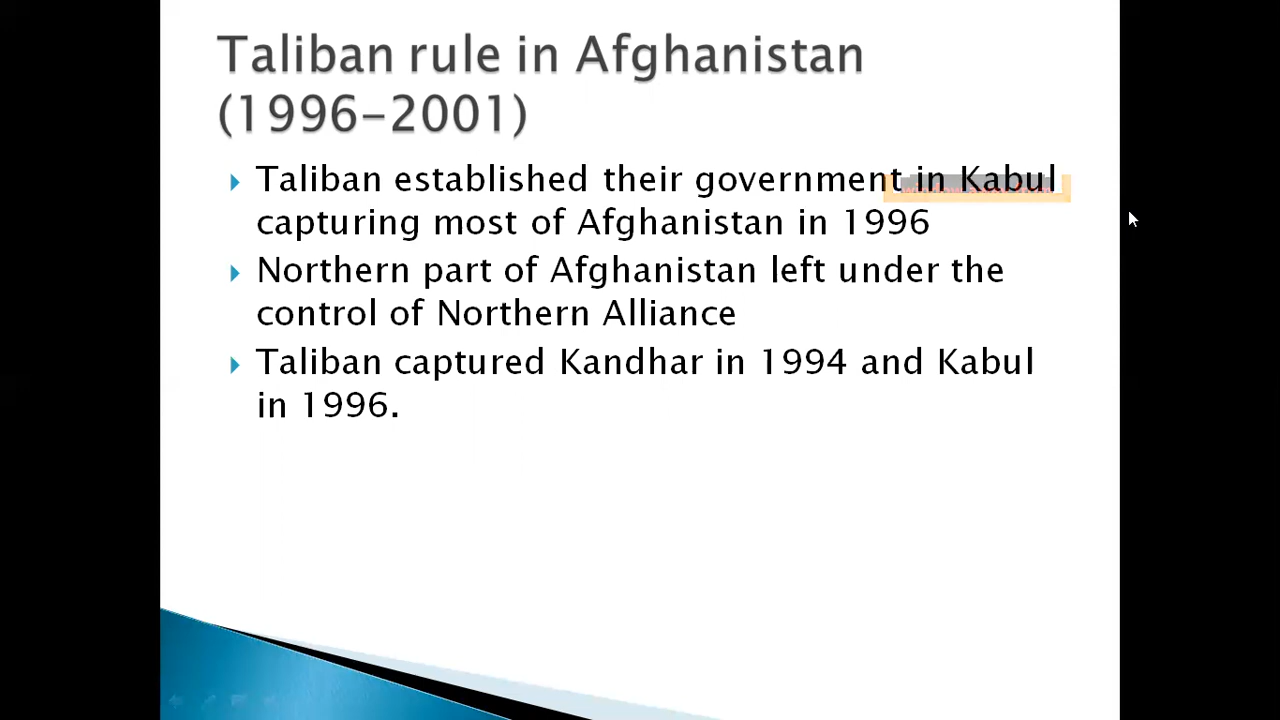 Taliban rule in Afghanistan
(1996-2001)
Taliban established their government in Kabul
capturing most of Afghanistan in 1996
Northern part of Afghanistan left under the
control of Northern Alliance
Taliban captured Kandhar in 1994 and Kabul
in 1996.